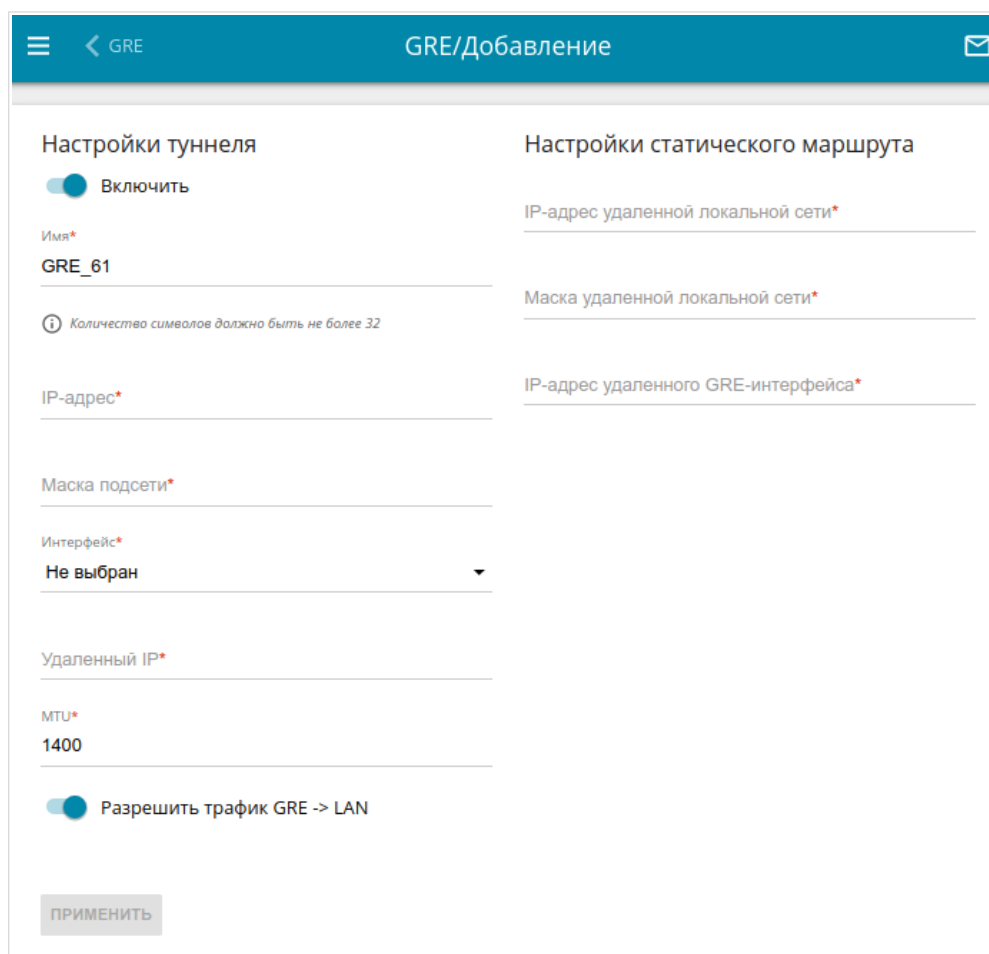 GRE
GRE/Добавление
Настройки туннеля
Включить
Имя*
GRE_61
Количество символов должно быть не более 32
IP-адрес*
Маска подсети*
Интерфейс*
Не выбран
Удаленный IP*
MTU*
1400
Разрешить трафик GRE -> LAN
ПРИМЕНИТЬ
Настройки статического маршрута
IP-адрес удаленной локальной сети*
Маска удаленной локальной сети*
IP-адрес удаленного GRE-интерфейса*